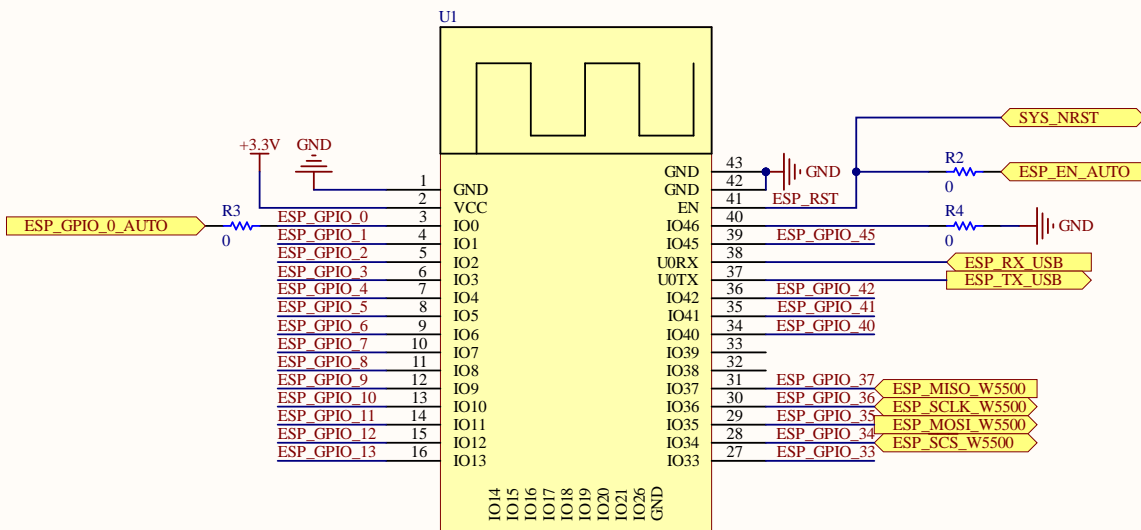 U1
SYS_NRST
+3.3V
GND
R2
ESP_EN_AUTO
0
GND
43
GND
GND
42
1
GND
EN
41
ESP_RST
2
VCC
ESP_GPIO_0_AUTO
R3
0
ESP_GPIO_0
3
IO0
IO46
40
R4
0
GND
ESP_GPIO_1
4
IO1
IO45
39
ESP_GPIO_45
ESP_GPIO_2
5
IO2
U0RX
38
ESP_RX_USB
ESP_GPIO_3
6
IO3
U0TX
37
ESP_TX_USB
ESP_GPIO_4
7
IO4
IO42
36
ESP_GPIO_42
ESP_GPIO_5
8
IO5
IO41
35
ESP_GPIO_41
ESP_GPIO_6
9
IO6
IO40
34
ESP_GPIO_40
ESP_GPIO_7
10
IO7
IO39
33
ESP_GPIO_8
11
IO8
IO38
32
ESP_GPIO_9
12
IO9
IO37
31
ESP_GPIO_37
ESP_MISO_W5500
ESP_GPIO_10
13
IO10
IO36
30
ESP_GPIO_36
ESP_SCLK_W5500
ESP_GPIO_11
14
IO11
IO35
29
ESP_GPIO_35
ESP_MOSI_W5500
ESP_GPIO_12
15
IO12
IO34
28
ESP_GPIO_34
ESP_SCS_W5500
ESP_GPIO_13
16
IO13
IO33
27
ESP_GPIO_33
IO14
IO15
IO16
IO17
IO18
IO19
IO20
IO21
IO26
GND